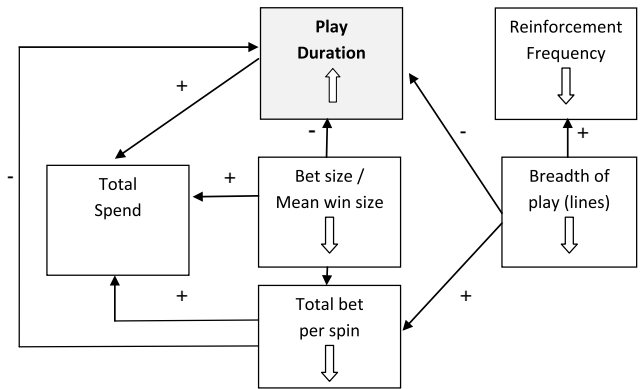 Play
Duration
Reinforcement
Frequency
+
-
-
+
-
Total
Spend
+
Bet size /
Mean win size
Breadth of
play (lines)
+
+
Total bet
per spin